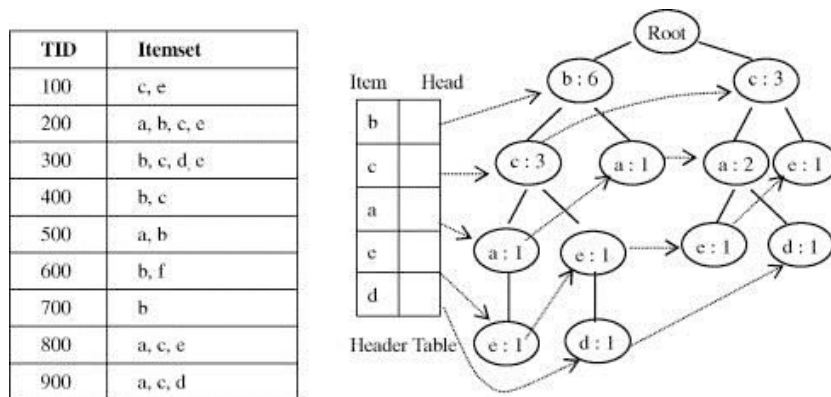 TID Itemset
100 c, e
200 a, b, c, e
300 b, c, d, e
400 b, c
500 a, b
600 b, f
700 b
800 a, c, e
900 a, c, d
Root
b : 6 c : 3
Item Head
b
c
a
e
d
Header Table
c : 3 a : 1 a : 2 e : 1
a : 1 e : 1 e : 1 d : 1
e : 1 d : 1